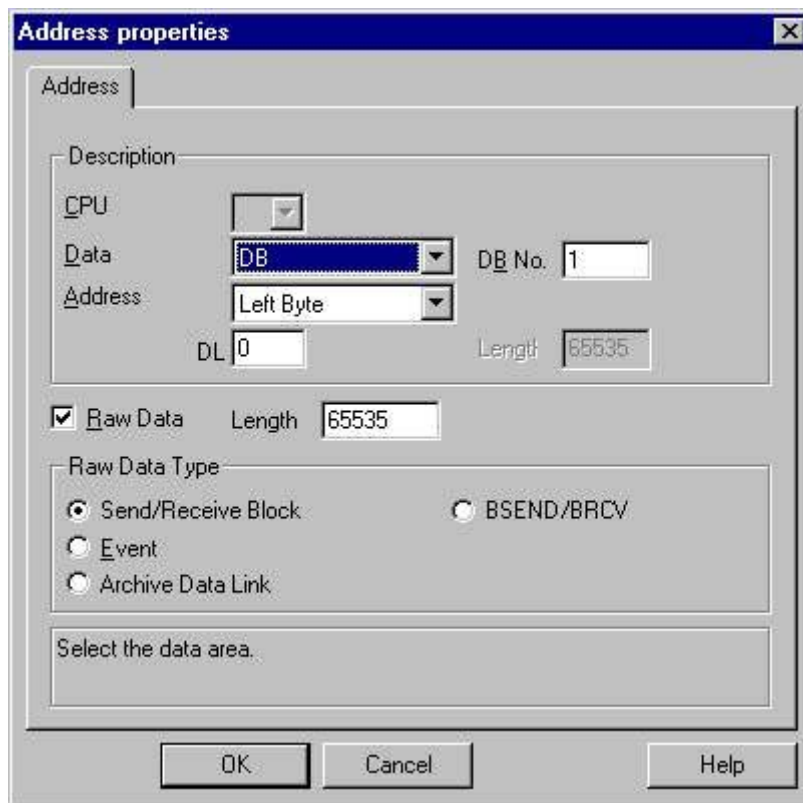 Address properties
Address
Description
CPU
Data DB DB No. 1
Address Left Byte
DL 0 Length 65535
Raw Data Length 65535
Raw Data Type
Send/Receive Block BSEND/BRCV
Event
Archive Data Link
Select the data area.
OK Cancel Help